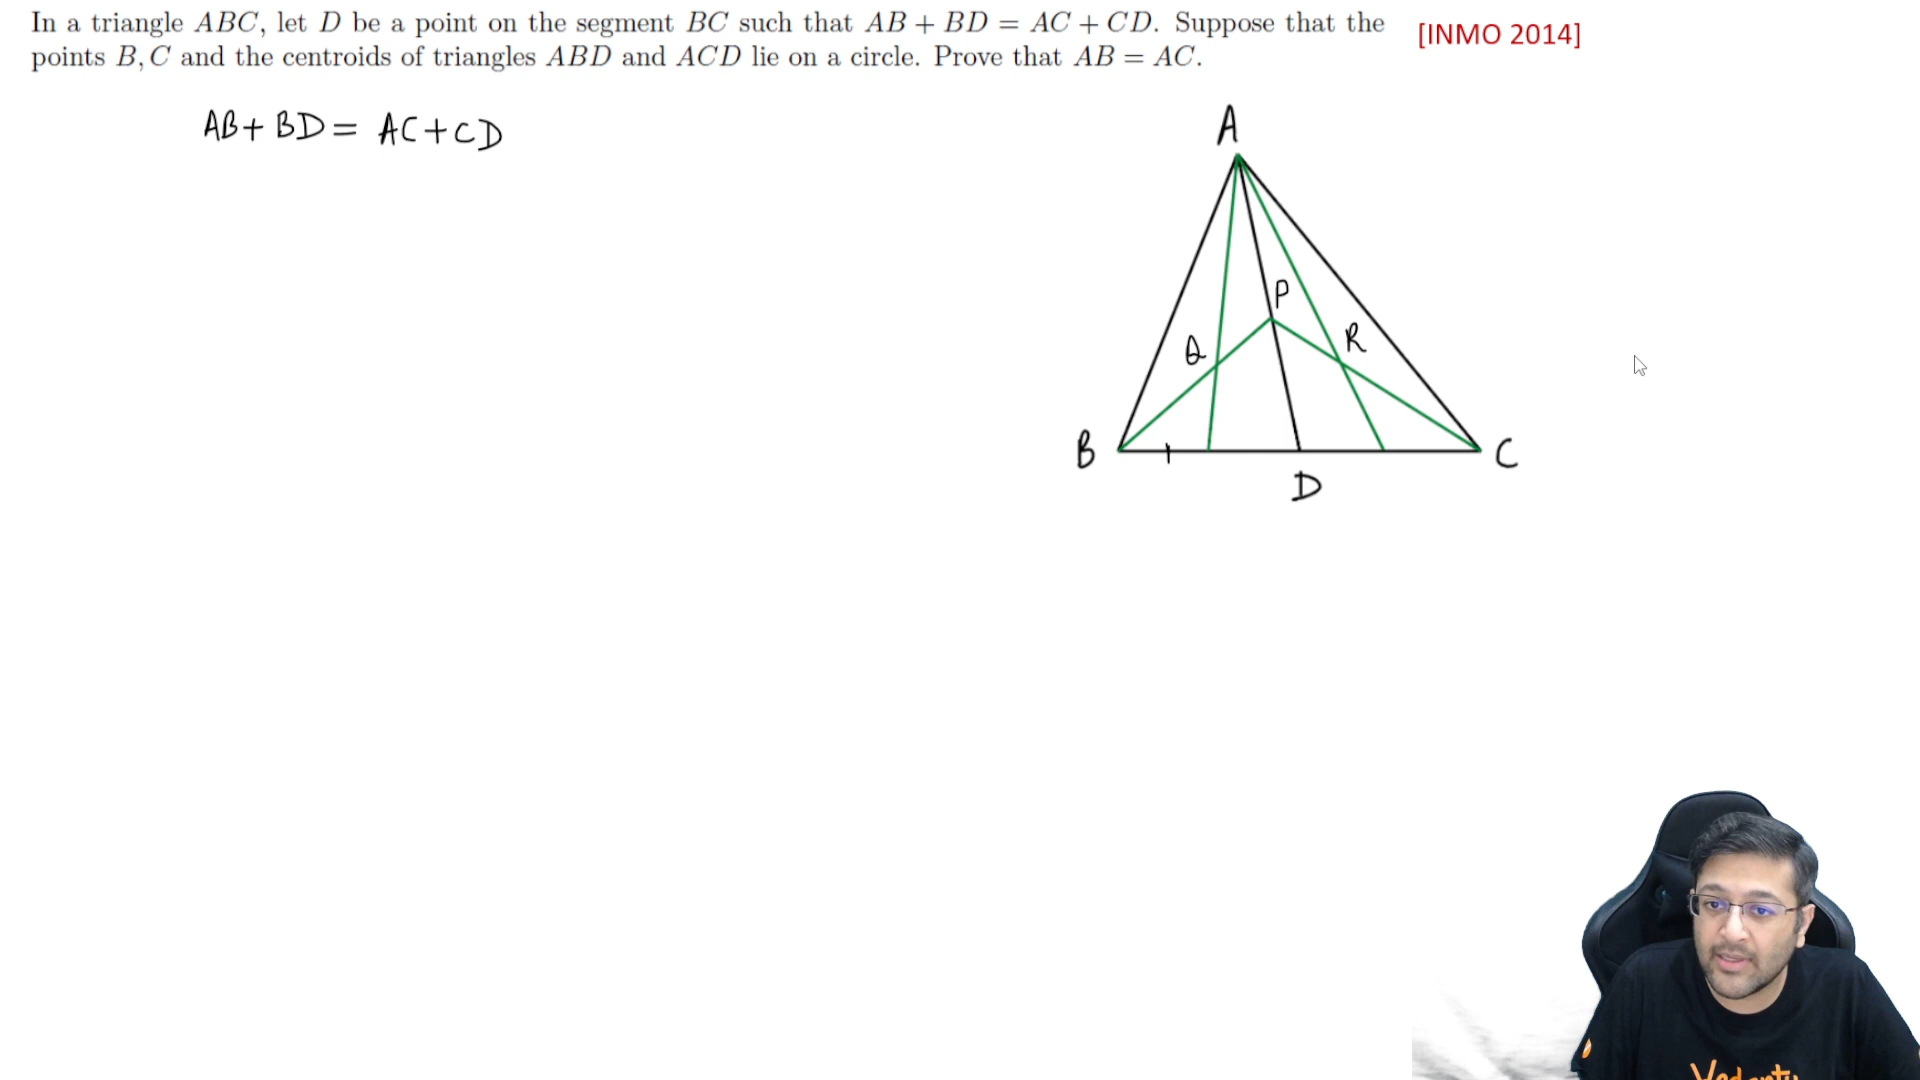 In a triangle ABC, let D be a point on the segment BC such that AB + BD = AC + CD. Suppose that the
points B, C and the centroids of triangles ABD and ACD lie on a circle. Prove that AB = AC.
[INMO 2014]
AB + BD = AC + CD
A
P
Q
R
B
C
D
Vedantu